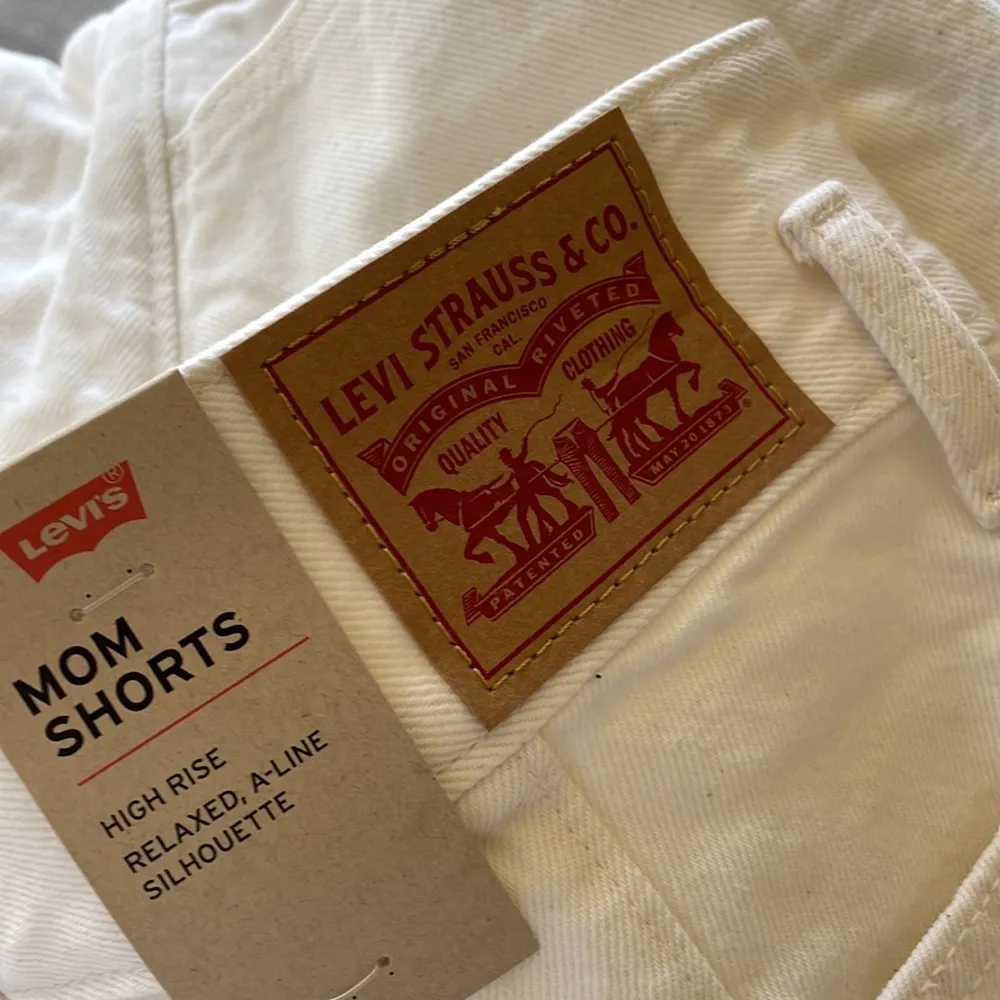 LEVI STRAUSS & CO.
SAN FRANCISCO
CAL.
ORIGINAL RIVETED
QUALITY CLOTHING
PATENTED MAY 20 1873 ®
Levi's®
MOM
SHORTS
HIGH RISE
RELAXED, A-LINE
SILHOUETTE